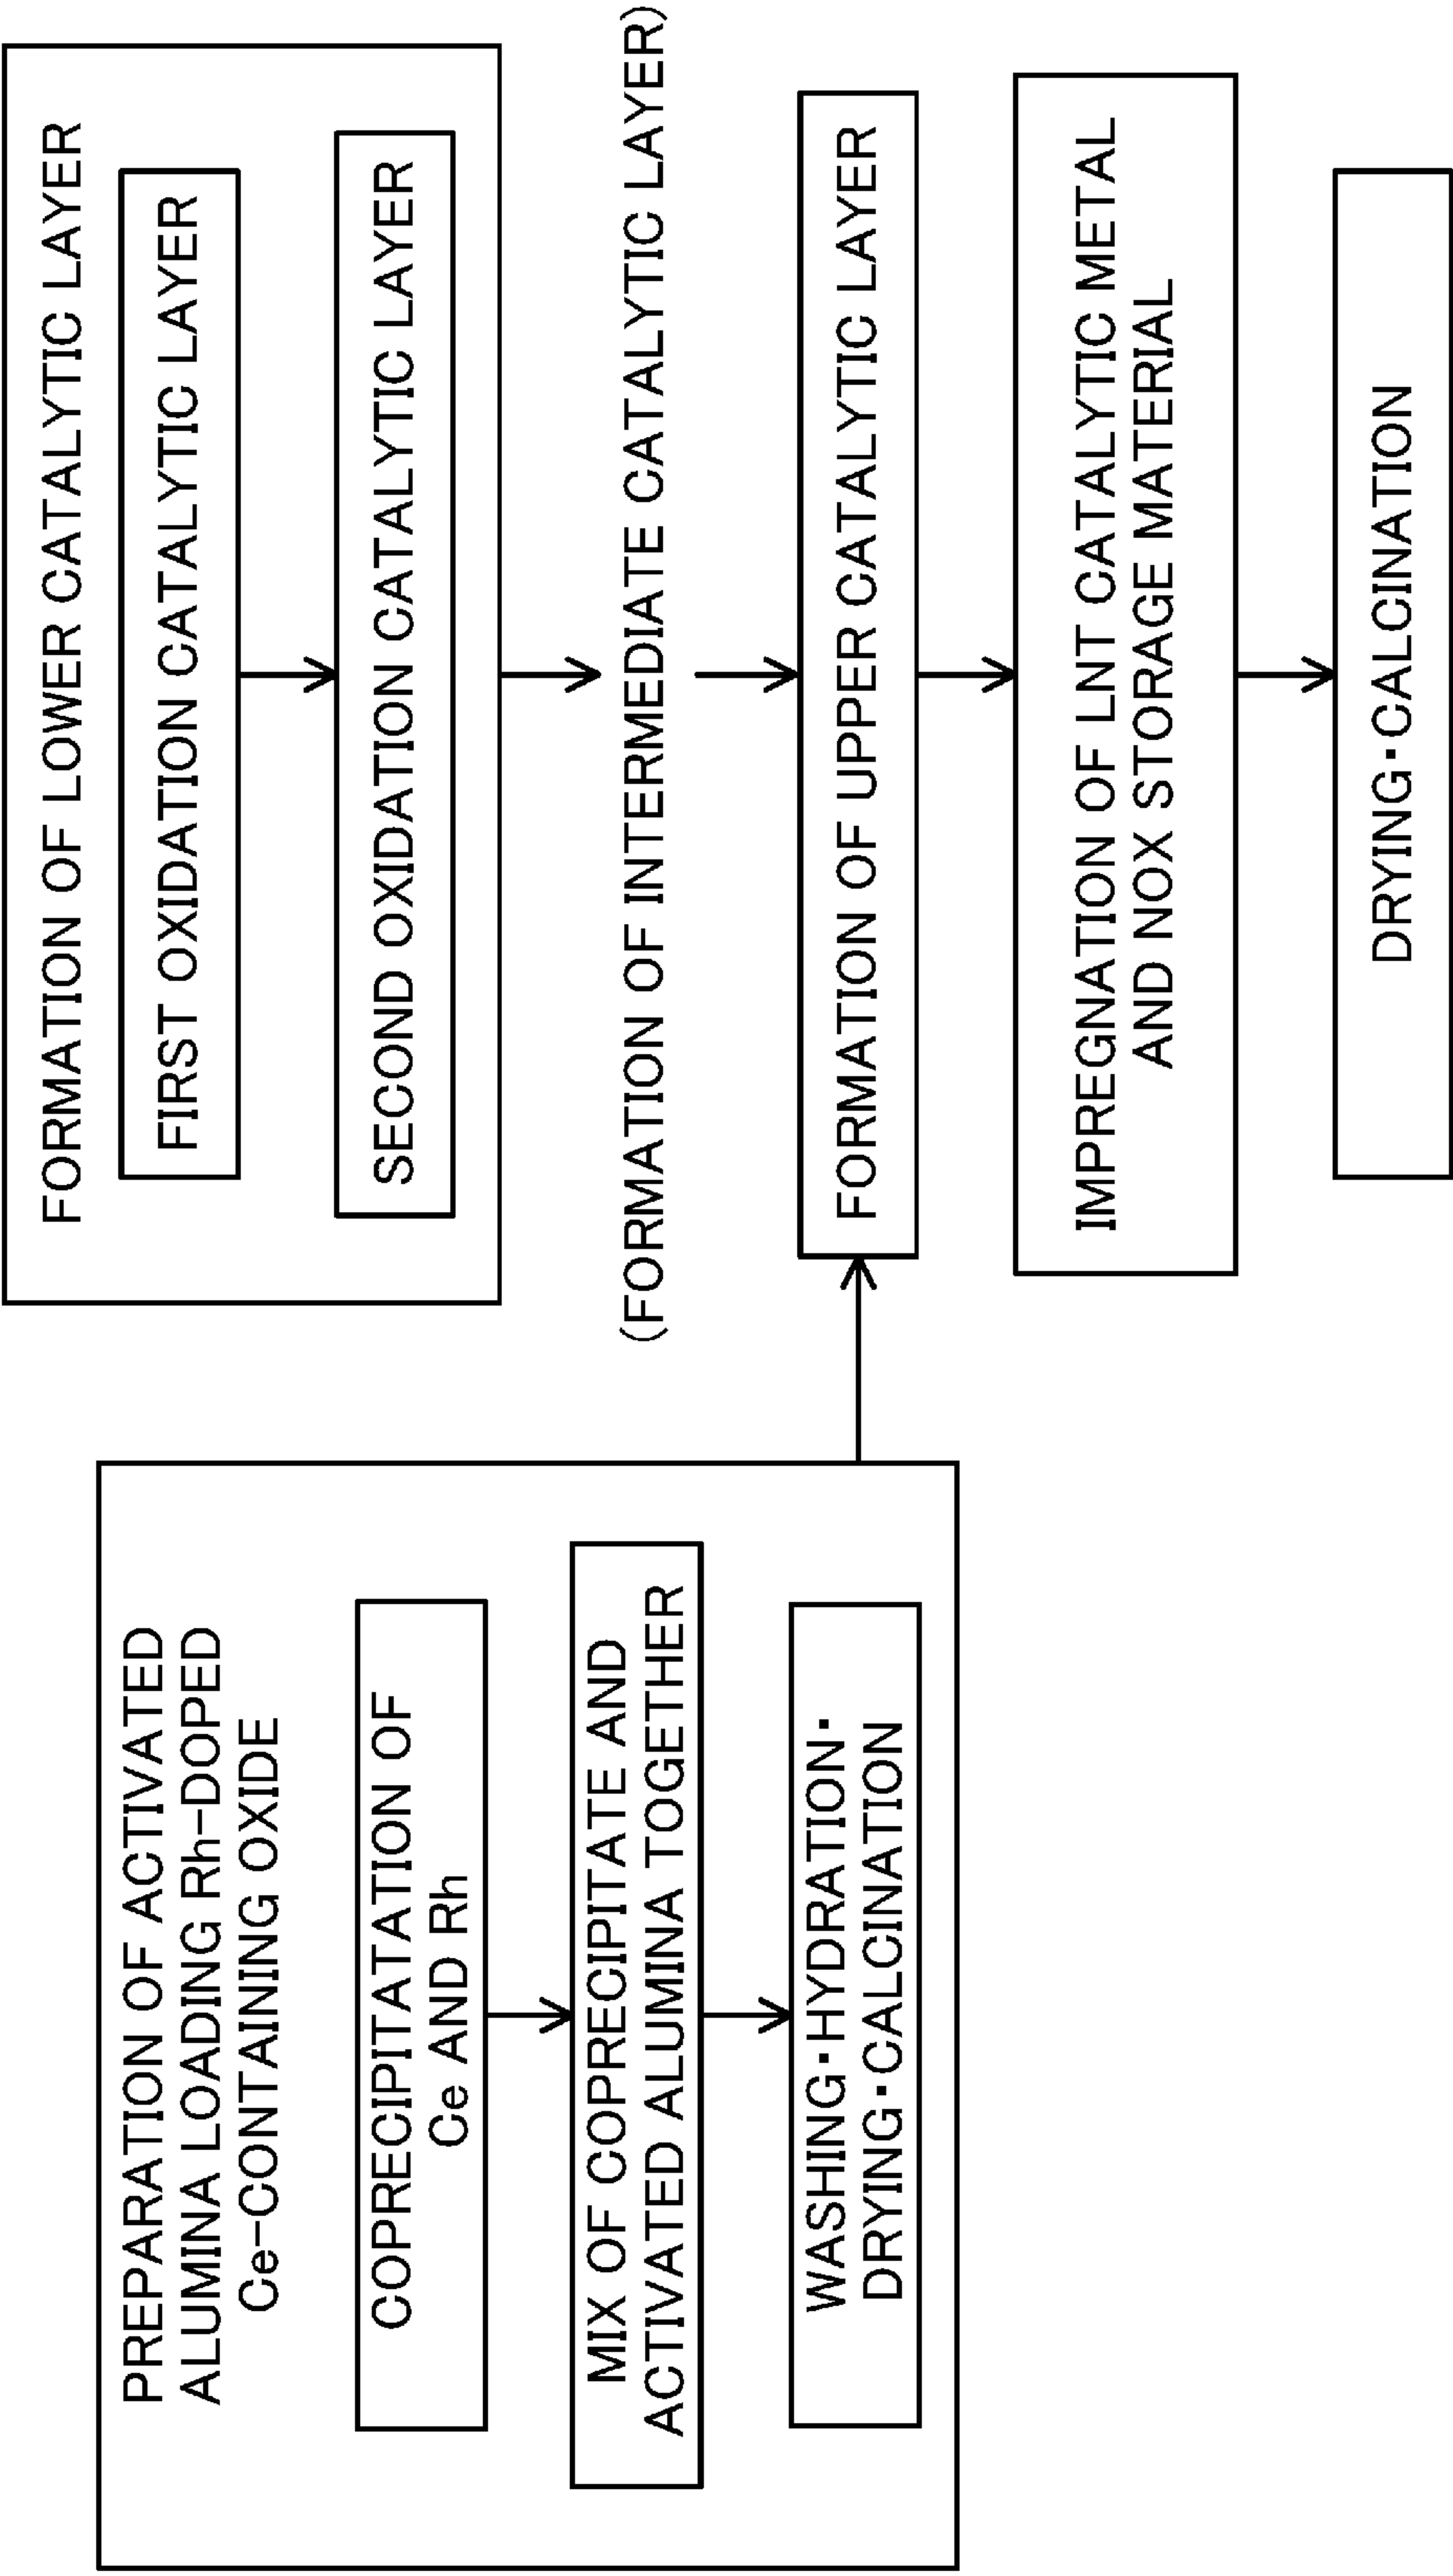 PREPARATION OF ACTIVATED
ALUMINA LOADING Rh-DOPED
Ce-CONTAINING OXIDE
COPRECIPITATION OF
Ce AND Rh
MIX OF COPRECIPITATE AND
ACTIVATED ALUMINA TOGETHER
WASHING·HYDRATION·
DRYING·CALCINATION
FORMATION OF LOWER CATALYTIC LAYER
FIRST OXIDATION CATALYTIC LAYER
SECOND OXIDATION CATALYTIC LAYER
(FORMATION OF INTERMEDIATE CATALYTIC LAYER)
FORMATION OF UPPER CATALYTIC LAYER
IMPREGNATION OF LNT CATALYTIC METAL
AND NOX STORAGE MATERIAL
DRYING·CALCINATION